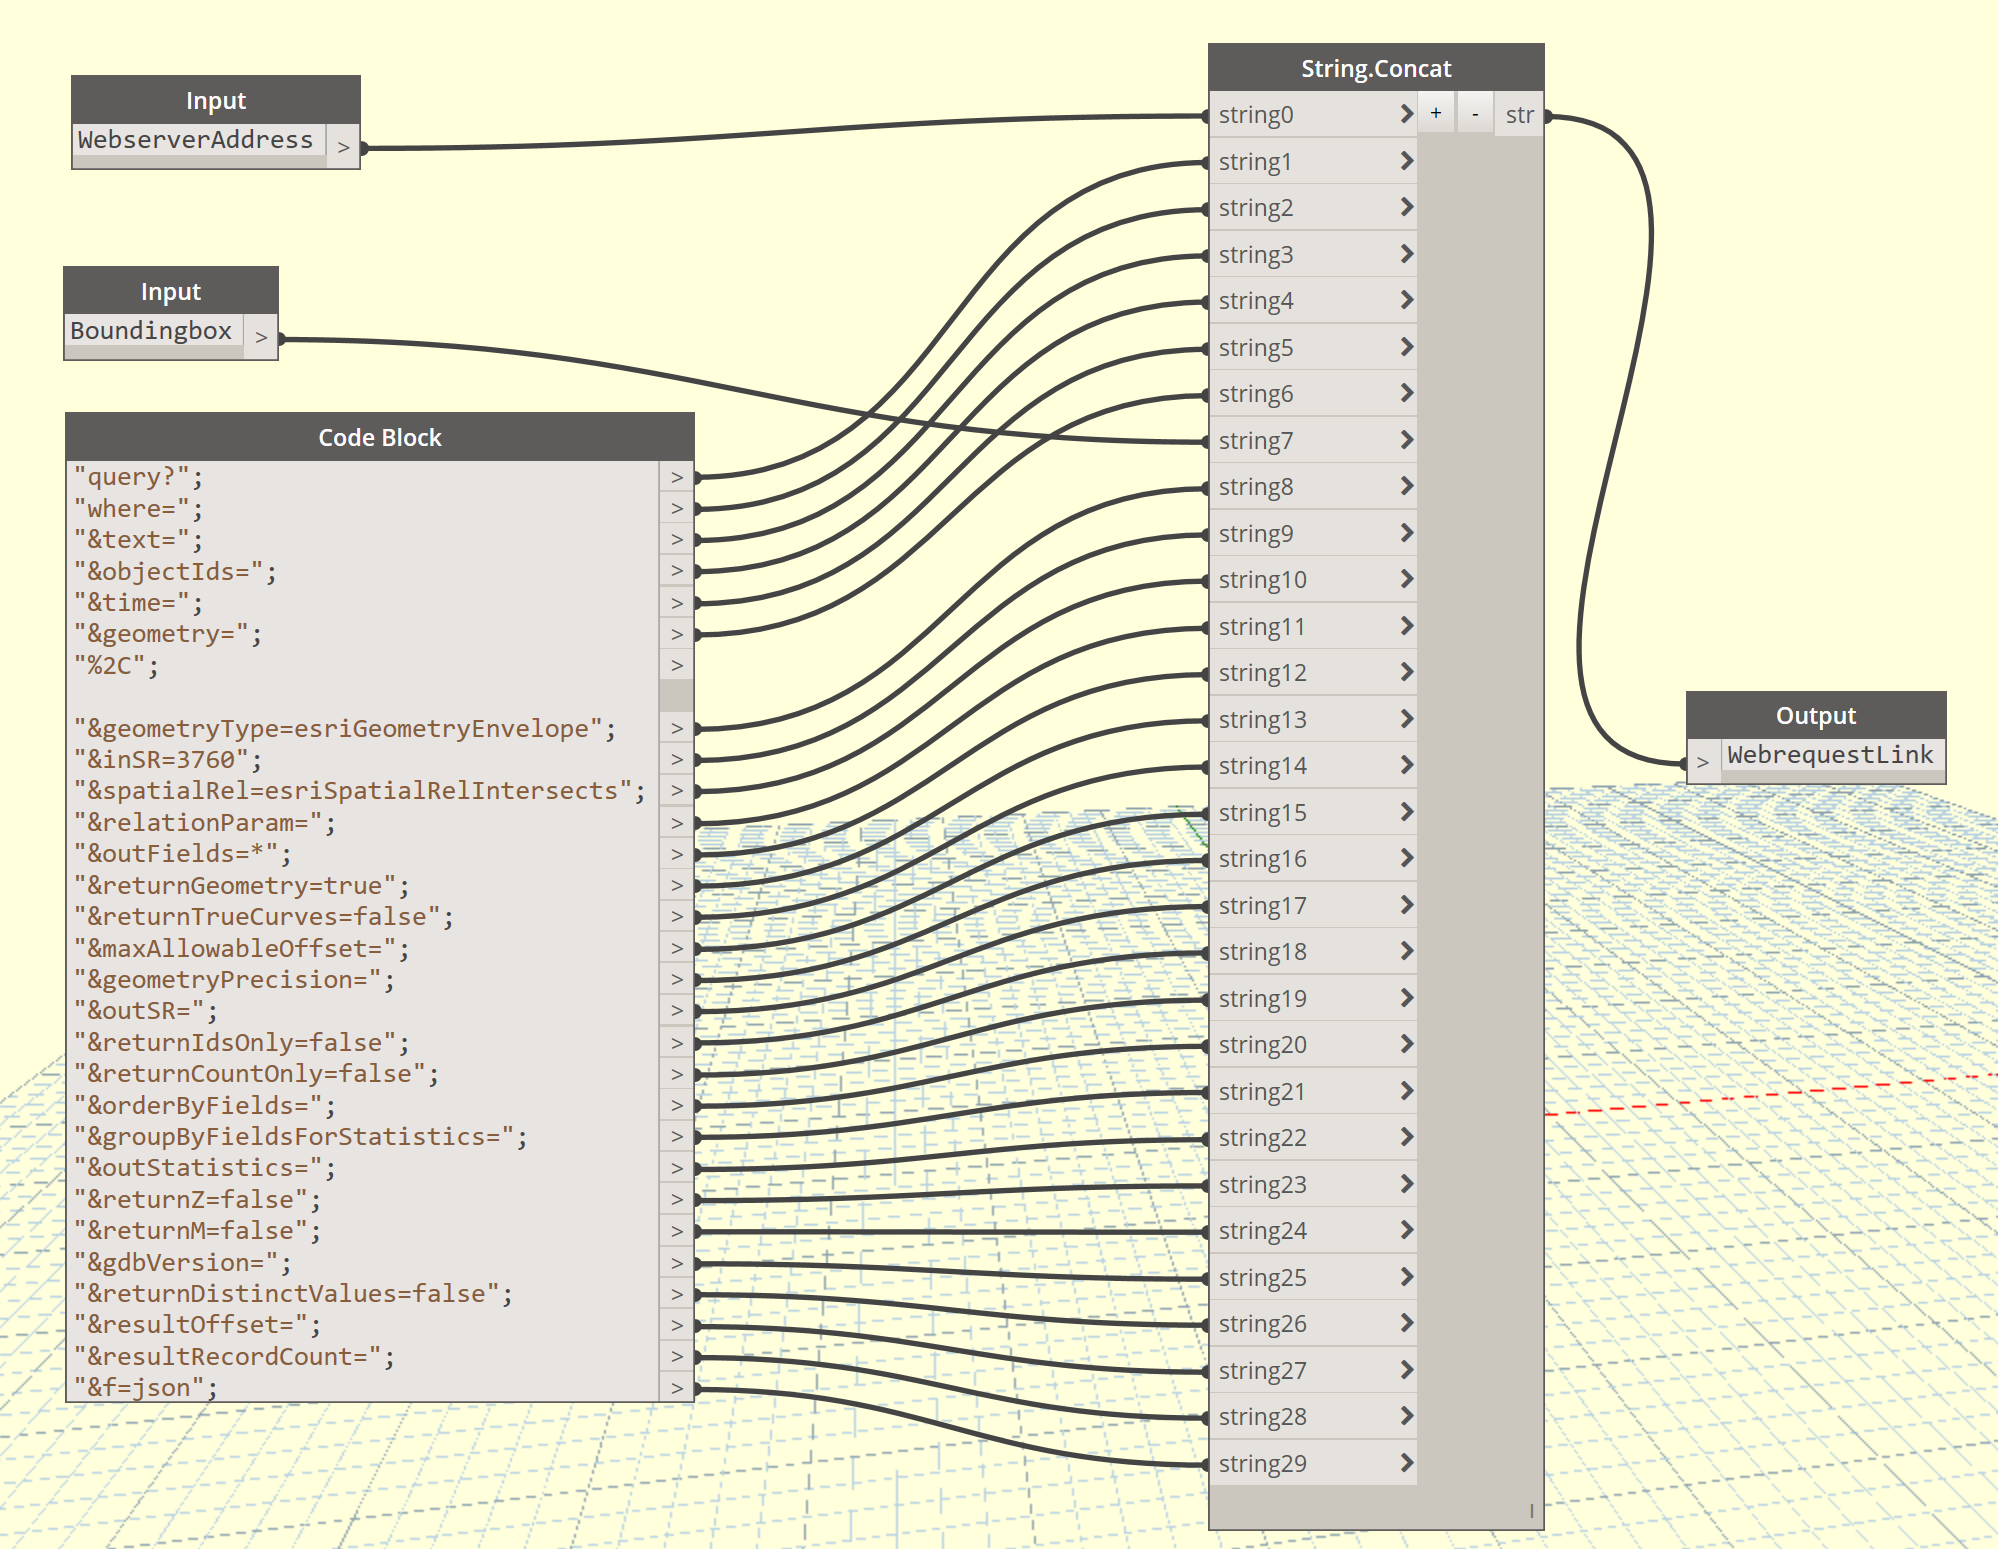 Input
WebserverAddress >
Input
Boundingbox >
Code Block
"query?"; >
"where="; >
"&text="; >
"&objectIds="; >
"&time="; >
"&geometry="; >
"%2C"; >
"&geometryType=esriGeometryEnvelope"; >
"&inSR=3760"; >
"&spatialRel=esriSpatialRelIntersects"; >
"&relationParam="; >
"&outFields=*"; >
"&returnGeometry=true"; >
"&returnTrueCurves=false"; >
"&maxAllowableOffset="; >
"&geometryPrecision="; >
"&outSR="; >
"&returnIdsOnly=false"; >
"&returnCountOnly=false"; >
"&orderByFields="; >
"&groupByFieldsForStatistics="; >
"&outStatistics="; >
"&returnZ=false"; >
"&returnM=false"; >
"&gdbVersion="; >
"&returnDistinctValues=false"; >
"&resultOffset="; >
"&resultRecordCount="; >
"&f=json"; >
String.Concat
string0 > + - str
string1 >
string2 >
string3 >
string4 >
string5 >
string6 >
string7 >
string8 >
string9 >
string10 >
string11 >
string12 >
string13 >
string14 >
string15 >
string16 >
string17 >
string18 >
string19 >
string20 >
string21 >
string22 >
string23 >
string24 >
string25 >
string26 >
string27 >
string28 >
string29 >
l
Output
> WebrequestLink